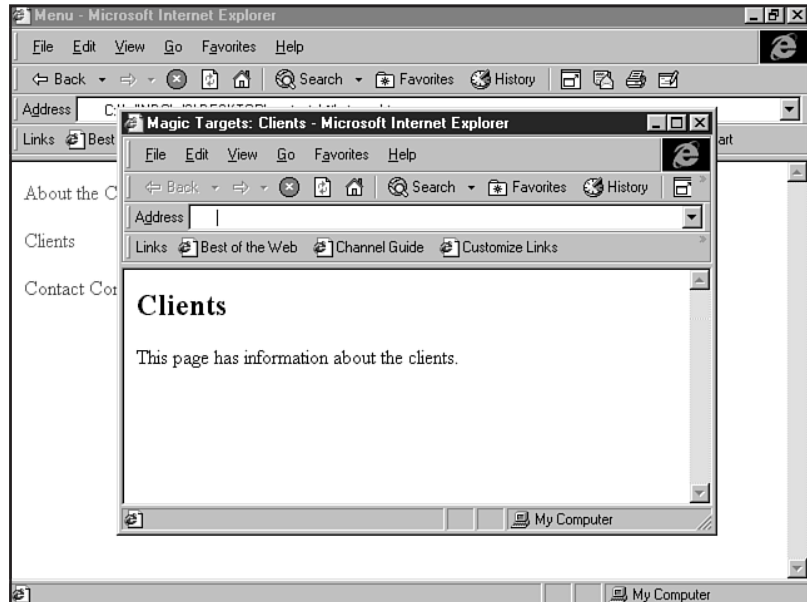 Menu - Microsoft Internet Explorer
File Edit View Go Favorites Help
Back Search Favorites History
Address
Links Best
Magic Targets: Clients - Microsoft Internet Explorer
File Edit View Go Favorites Help
Back Search Favorites History
Address
Links Best of the Web Channel Guide Customize Links
art
About the C
Clients
Contact Cor
Clients
This page has information about the clients.
My Computer
My Computer